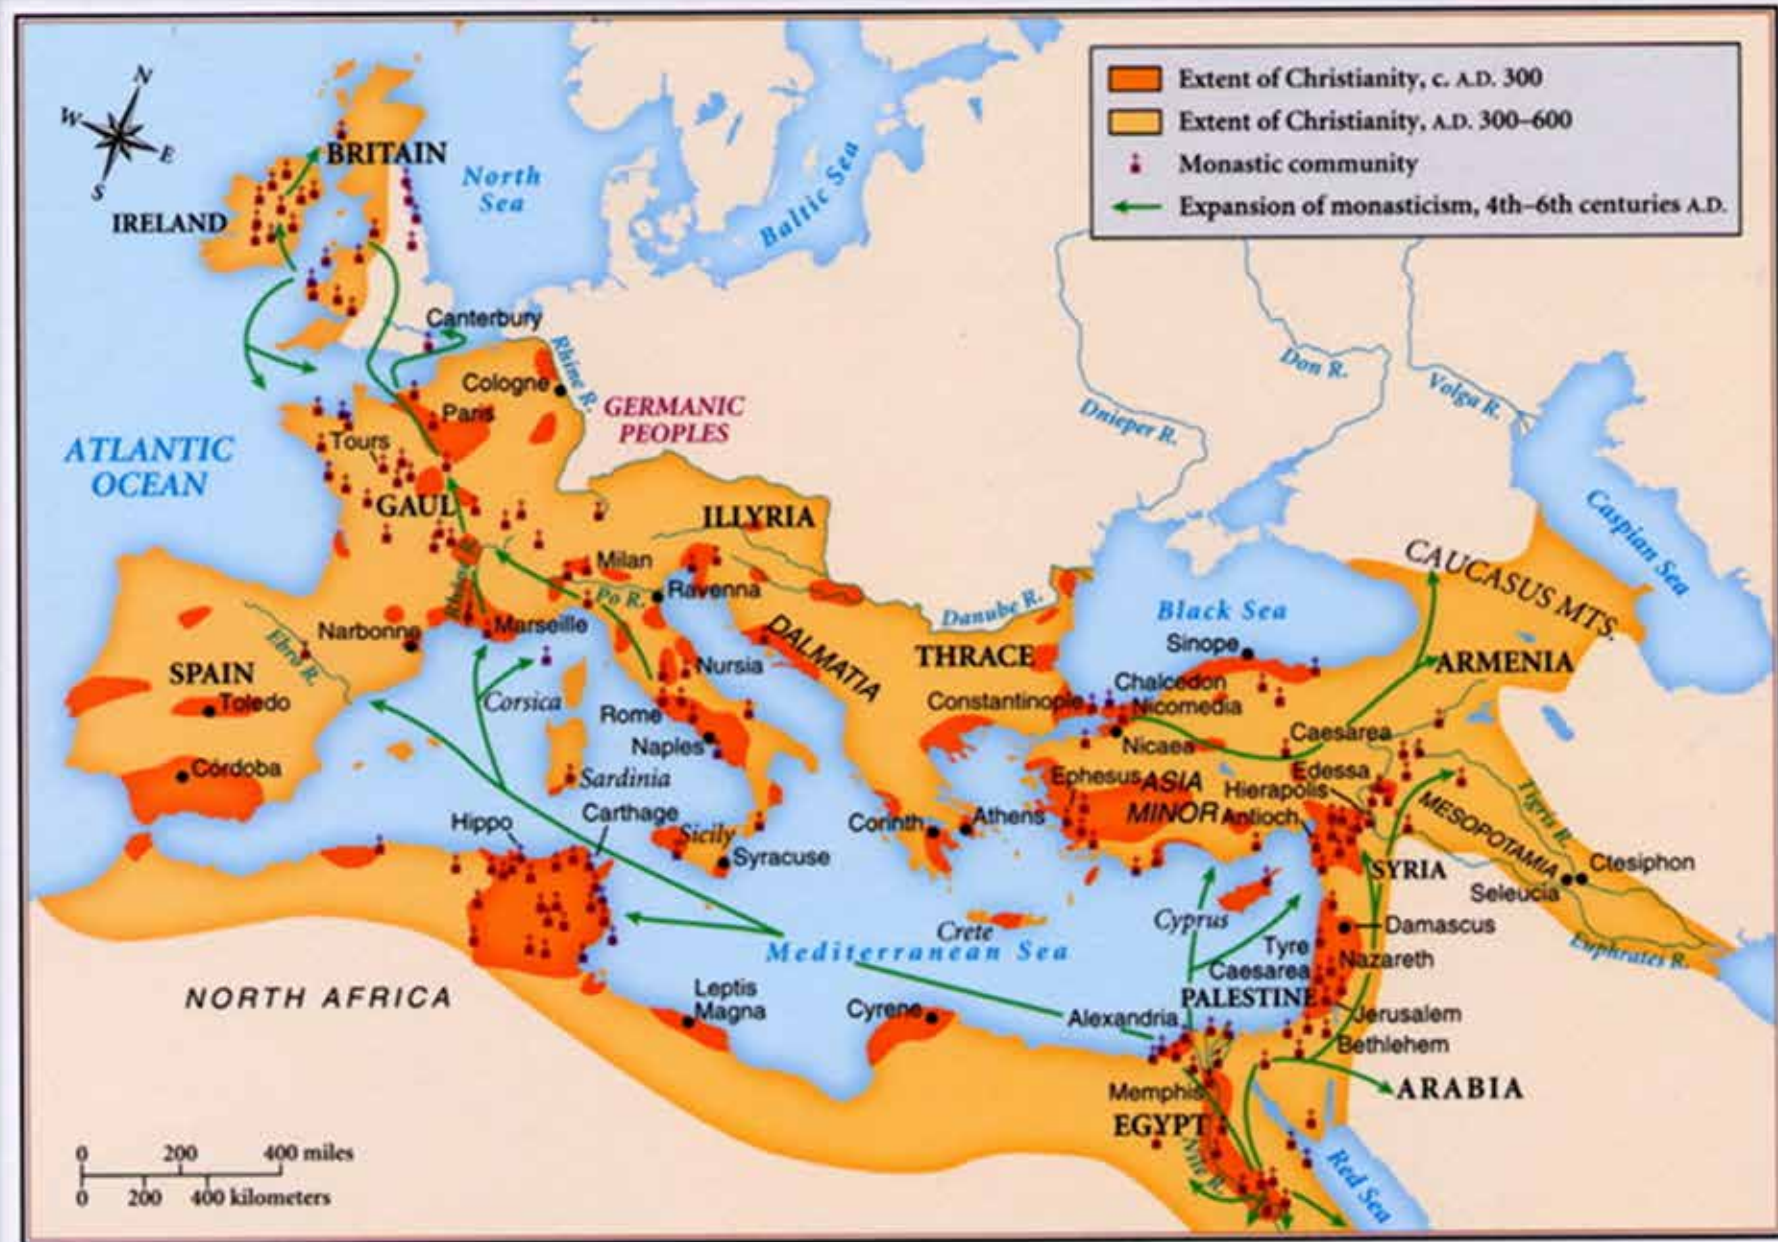 N
W
E
S
Extent of Christianity, c. A.D. 300
Extent of Christianity, A.D. 300–600
Monastic community
Expansion of monasticism, 4th–6th centuries A.D.
BRITAIN
North
Sea
Baltic Sea
IRELAND
Canterbury
Rhine R.
Cologne
GERMANIC
PEOPLES
Paris
Don R.
Volga R.
Dnieper R.
ATLANTIC
OCEAN
Tours
GAUL
ILLYRIA
Caspian Sea
CAUCASUS MTS.
Milan
Ravenna
Po R.
Rhône R.
Danube R.
Black Sea
Sinope
Narbonne
Marseille
Ebro R.
SPAIN
Toledo
DALMATIA
THRACE
ARMENIA
Nursia
Corsica
Rome
Naples
Constantinople
Chalcedon
Nicomedia
Nicaea
Caesarea
Córdoba
Sardinia
Ephesus
ASIA
MINOR
Edessa
Hierapolis
Antioch
MESOPOTAMIA
Tigris R.
Hippo
Carthage
Sicily
Syracuse
Corinth
Athens
SYRIA
Ctesiphon
Seleucia
Crete
Cyprus
Damascus
Mediterranean Sea
Tyre
Nazareth
Caesarea
Euphrates R.
NORTH AFRICA
Leptis
Magna
Cyrene
PALESTINE
Alexandria
Jerusalem
Bethlehem
Memphis
ARABIA
EGYPT
Nile R.
Red Sea
0 200 400 miles
0 200 400 kilometers